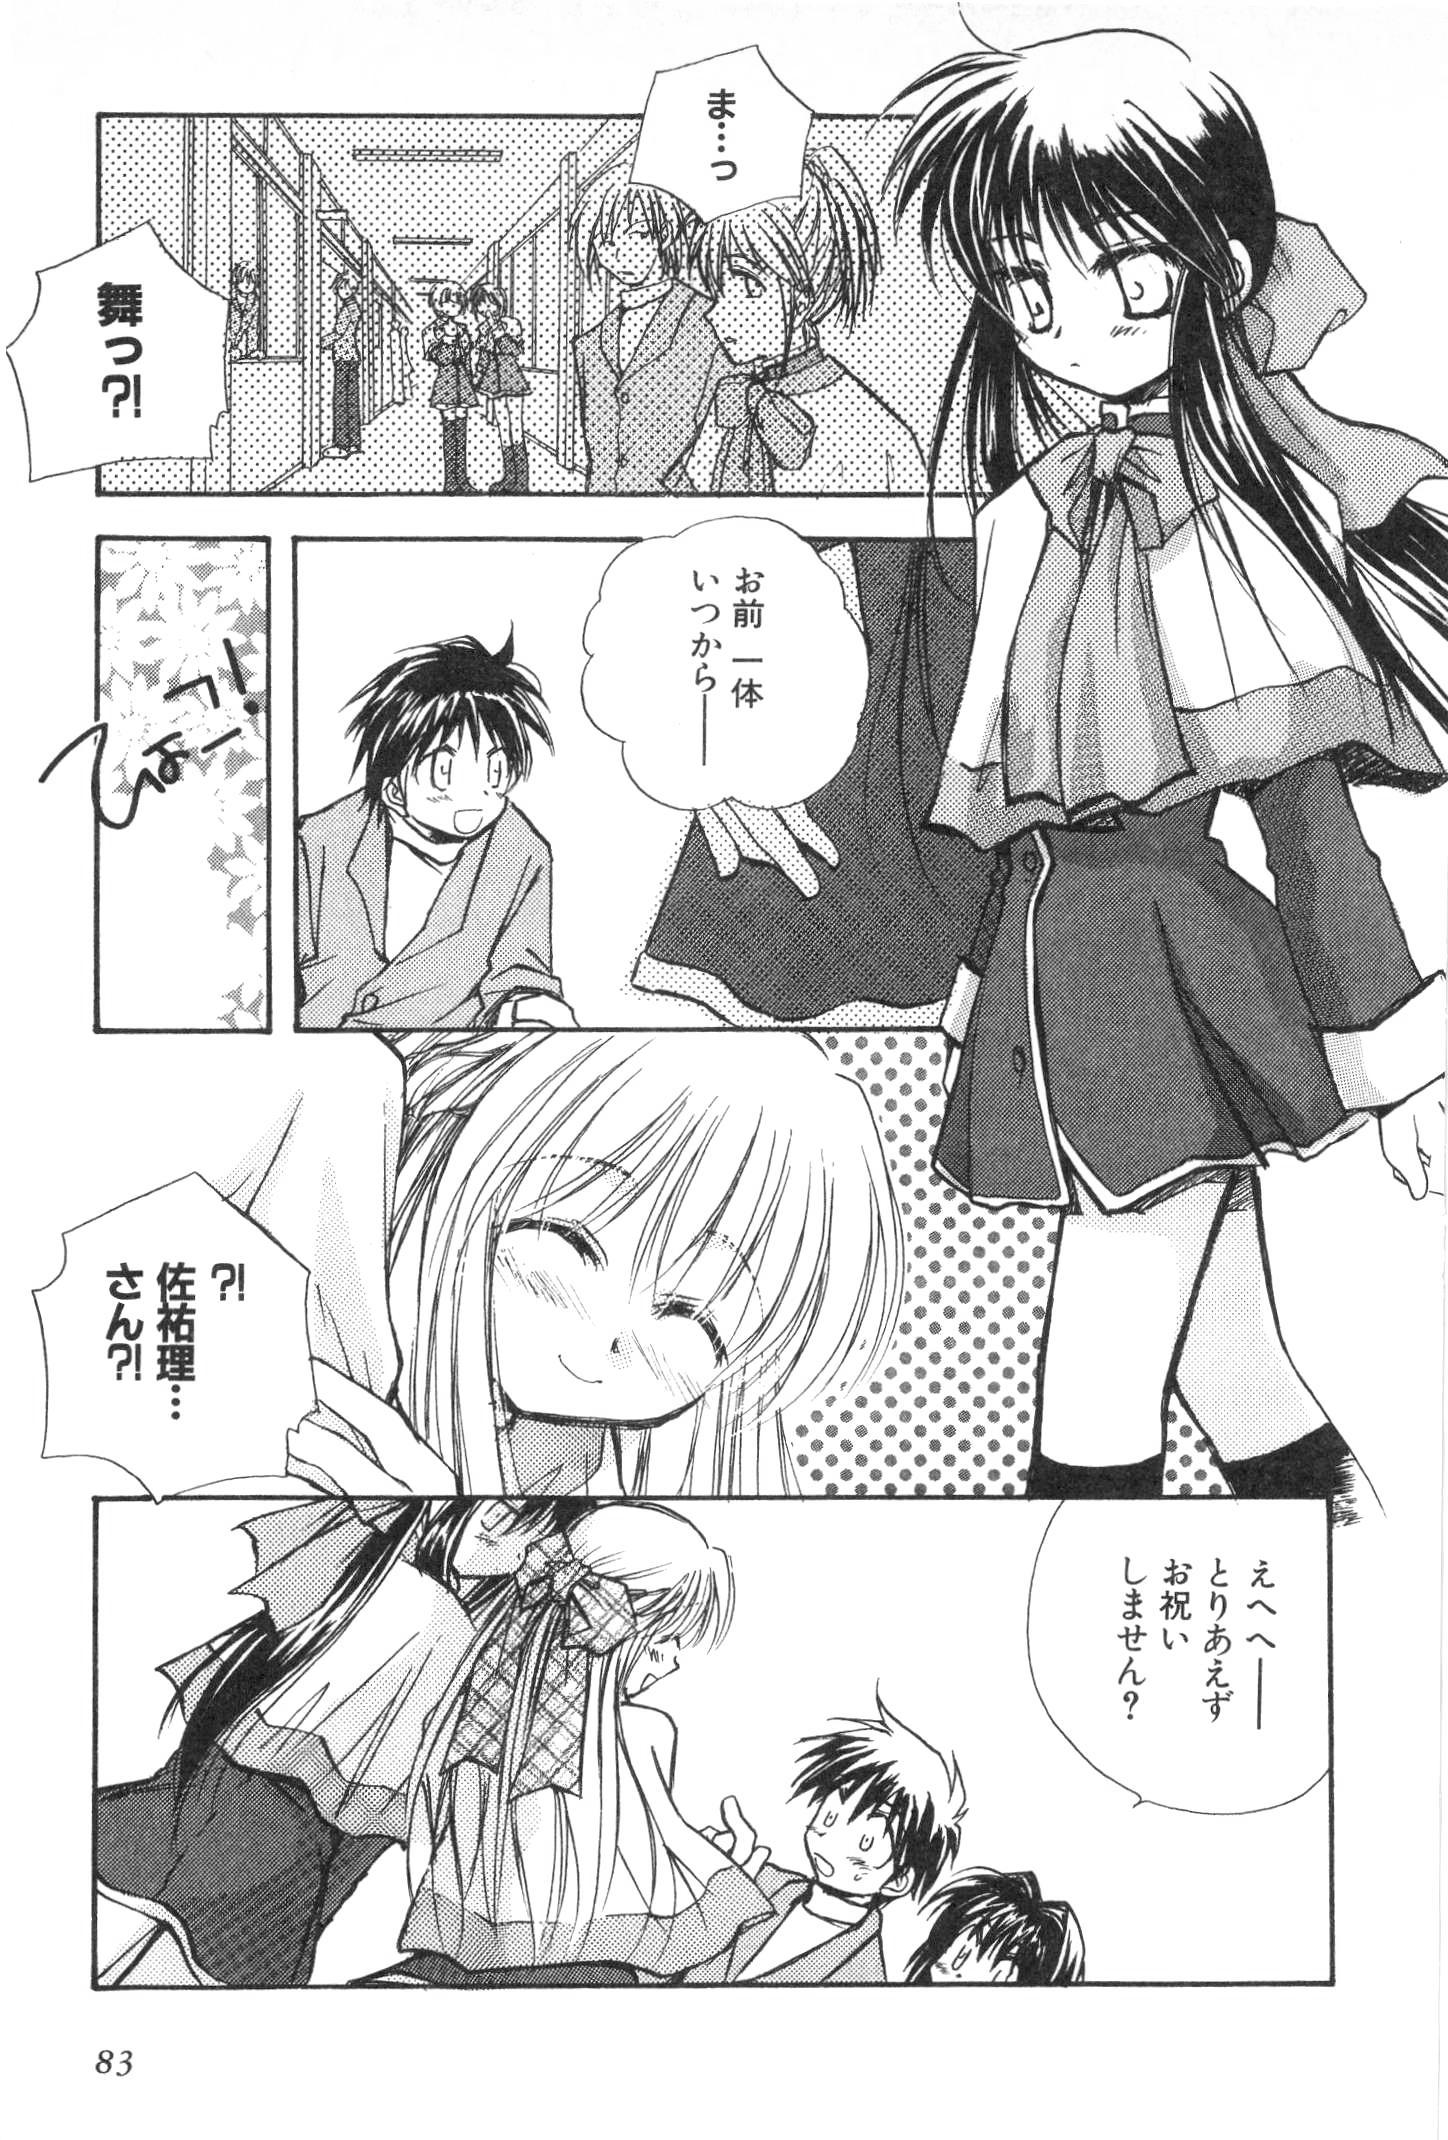 ま…っ
舞っ?!
お前 一体
いつから――
ひょーっ!
?!
佐祐理…
さん?!
えへへ――
とりあえず
お祝い
しません?
83